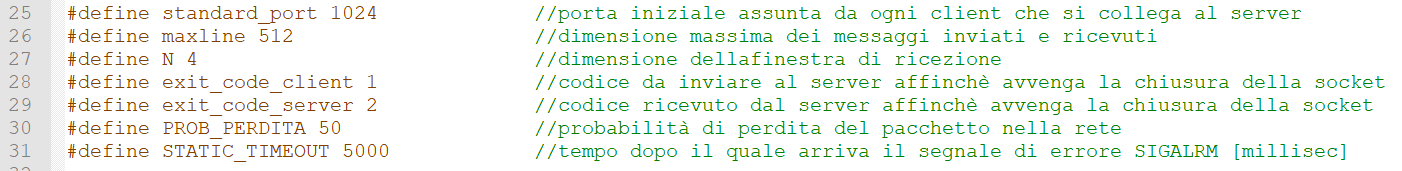 25 #define standard_port 1024 //porta iniziale assunta da ogni client che si collega al server
26 #define maxline 512 //dimensione massima dei messaggi inviati e ricevuti
27 #define N 4 //dimensione dellafinestra di ricezione
28 #define exit_code_client 1 //codice da inviare al server affinchè avvenga la chiusura della socket
29 #define exit_code_server 2 //codice ricevuto dal server affinchè avvenga la chiusura della socket
30 #define PROB_PERDITA 50 //probabilità di perdita del pacchetto nella rete
31 #define STATIC_TIMEOUT 5000 //tempo dopo il quale arriva il segnale di errore SIGALRM [millisec]